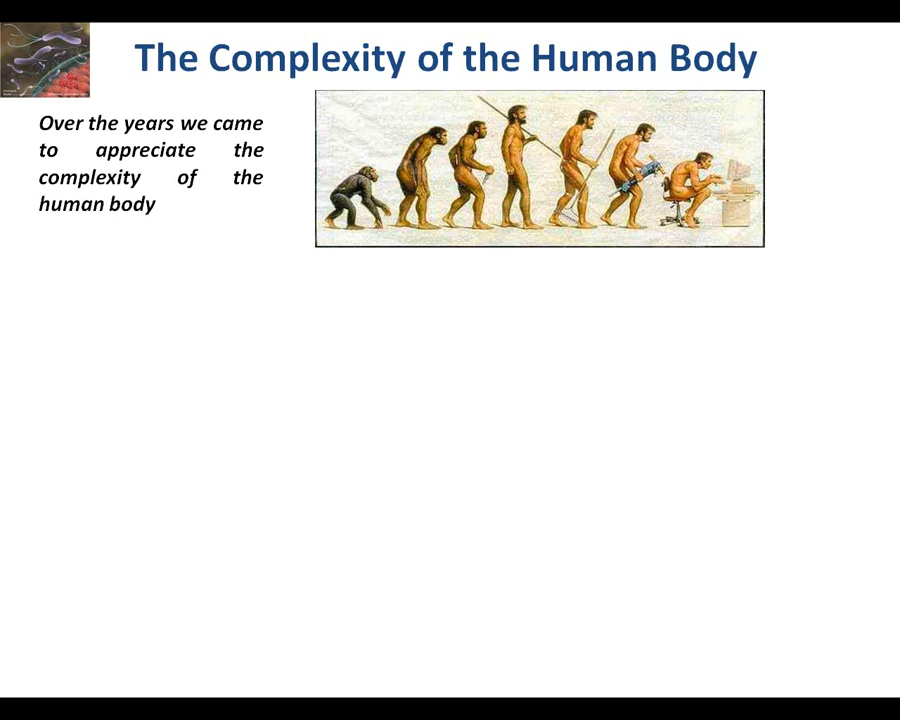 The Complexity of the Human Body
Over the years we came
to appreciate the
complexity of the
human body